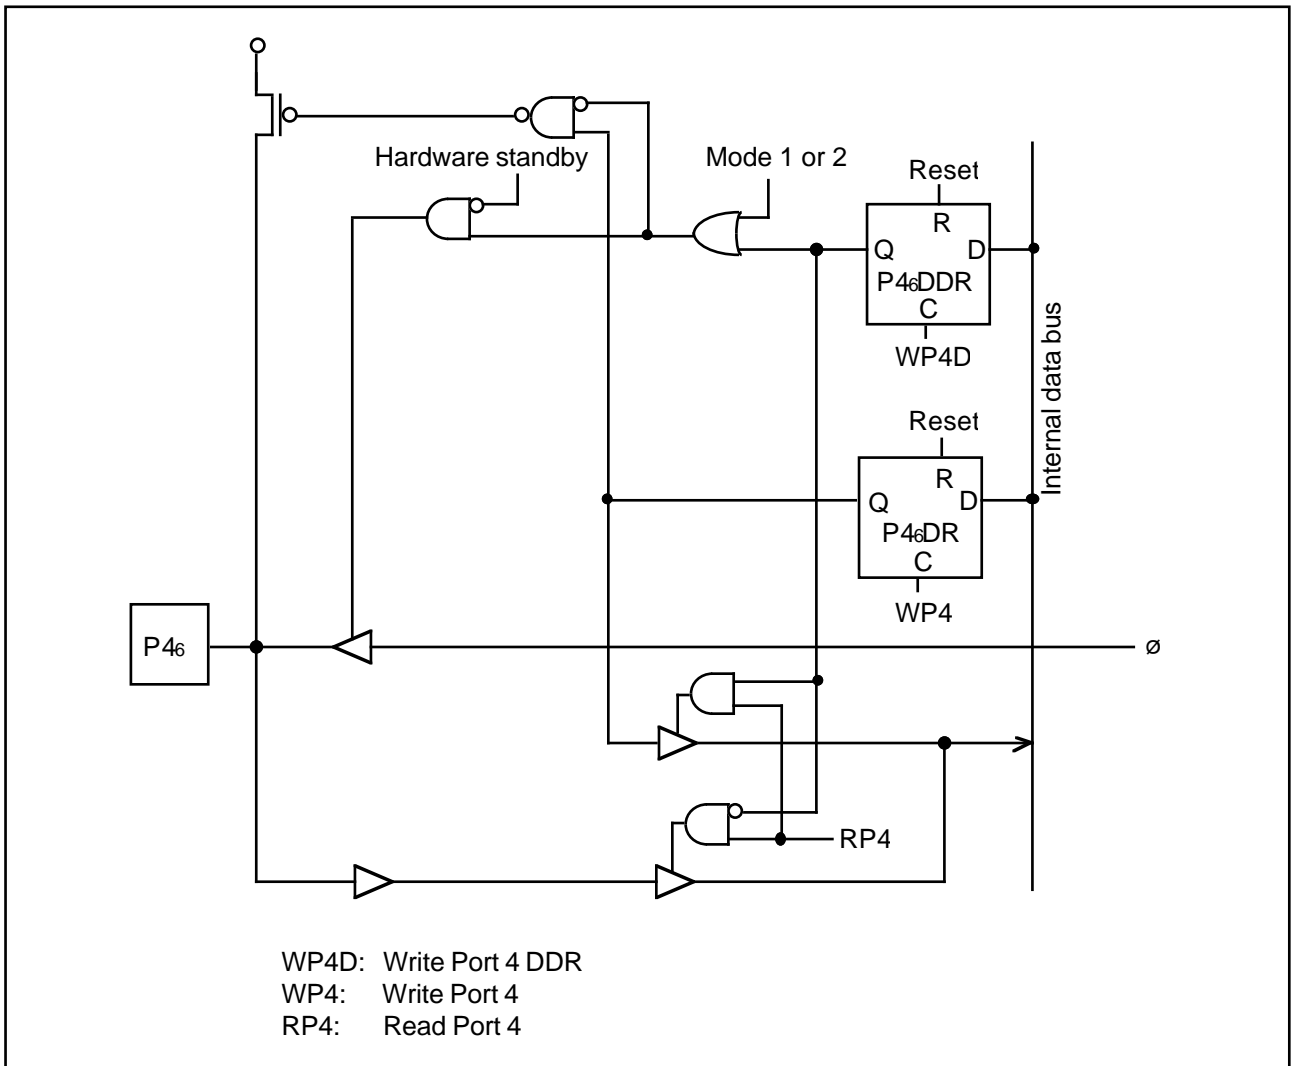 Hardware standby
Mode 1 or 2
Reset
R
Q
D
P4₆DDR
C
WP4D
Internal data bus
Reset
R
Q
D
P4₆DR
C
WP4
P4₆
ø
RP4
WP4D: Write Port 4 DDR
WP4: Write Port 4
RP4: Read Port 4